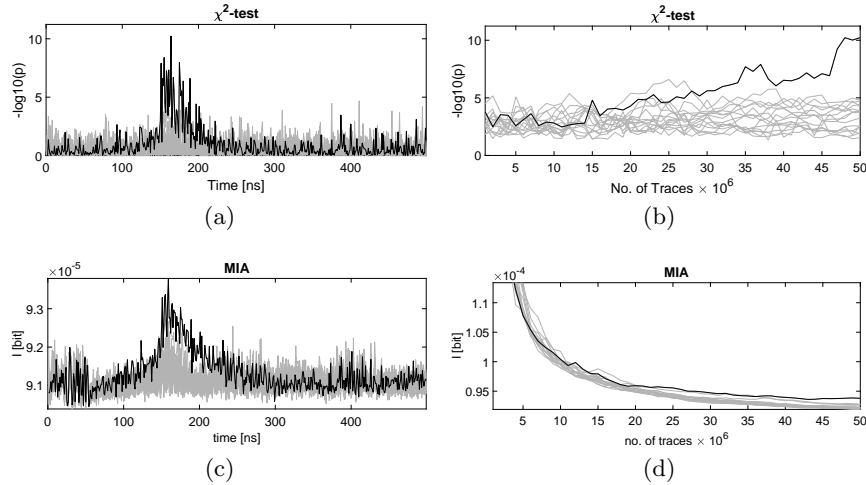 χ²-test
10
5
0
-log10(p)
0 100 200 300 400
Time [ns]
(a)
χ²-test
10
5
0
-log10(p)
5 10 15 20 25 30 35 40 45 50
No. of Traces × 10⁶
(b)
×10⁻⁵
MIA
9.3
9.2
9.1
I [bit]
0 100 200 300 400
time [ns]
(c)
×10⁻⁴
MIA
1.1
1.05
1
0.95
I [bit]
5 10 15 20 25 30 35 40 45 50
no. of traces × 10⁶
(d)